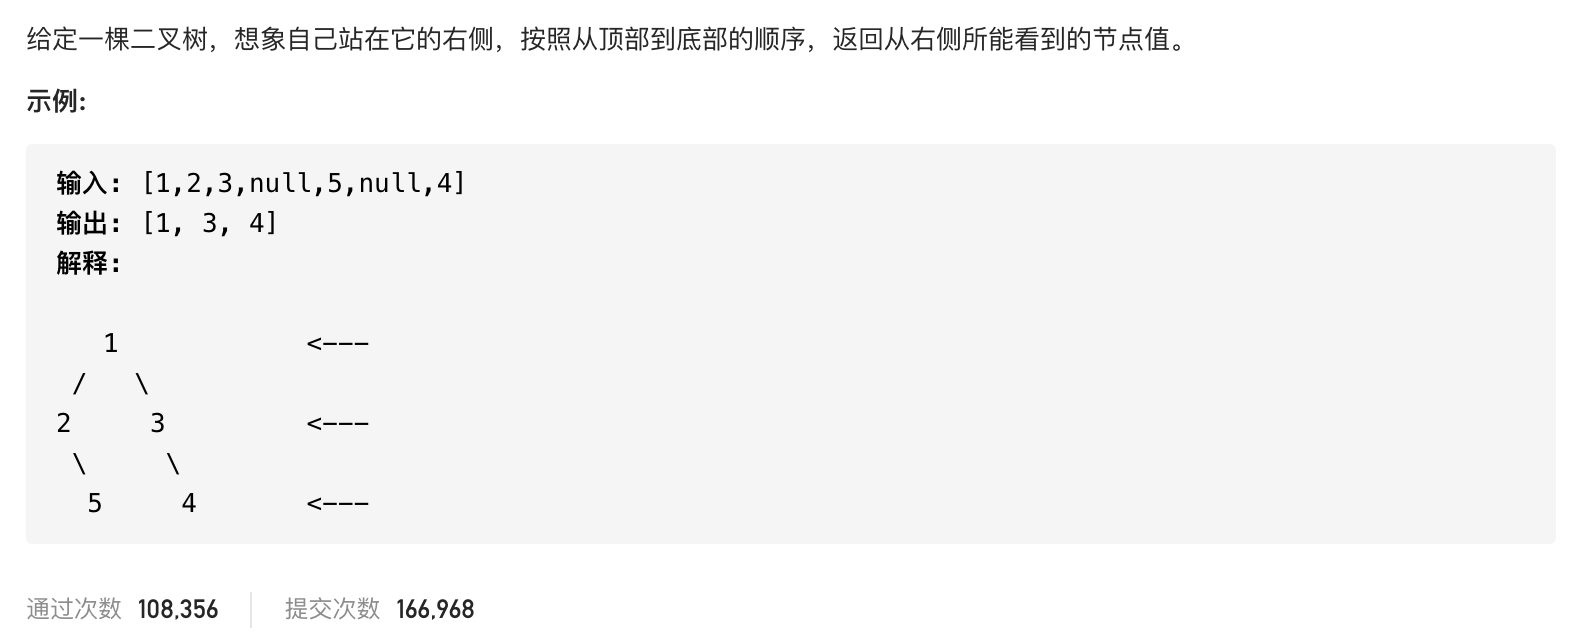 给定一棵二叉树，想象自己站在它的右侧，按照从顶部到底部的顺序，返回从右侧所能看到的节点值。
示例:
输入: [1,2,3,null,5,null,4]
输出: [1, 3, 4]
解释:
   1            <---
 /   \
2     3         <---
 \     \
  5     4       <---
通过次数 108,356 提交次数 166,968